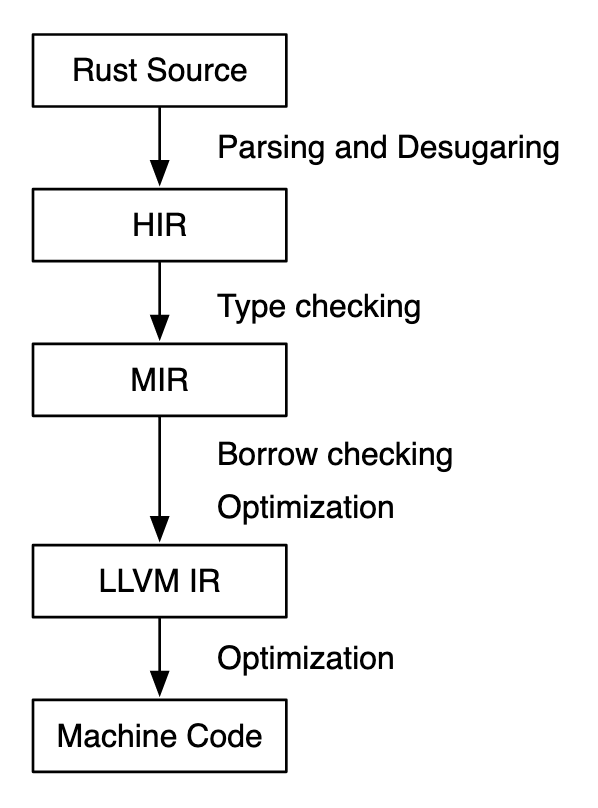 Rust Source
Parsing and Desugaring
HIR
Type checking
MIR
Borrow checking
Optimization
LLVM IR
Optimization
Machine Code